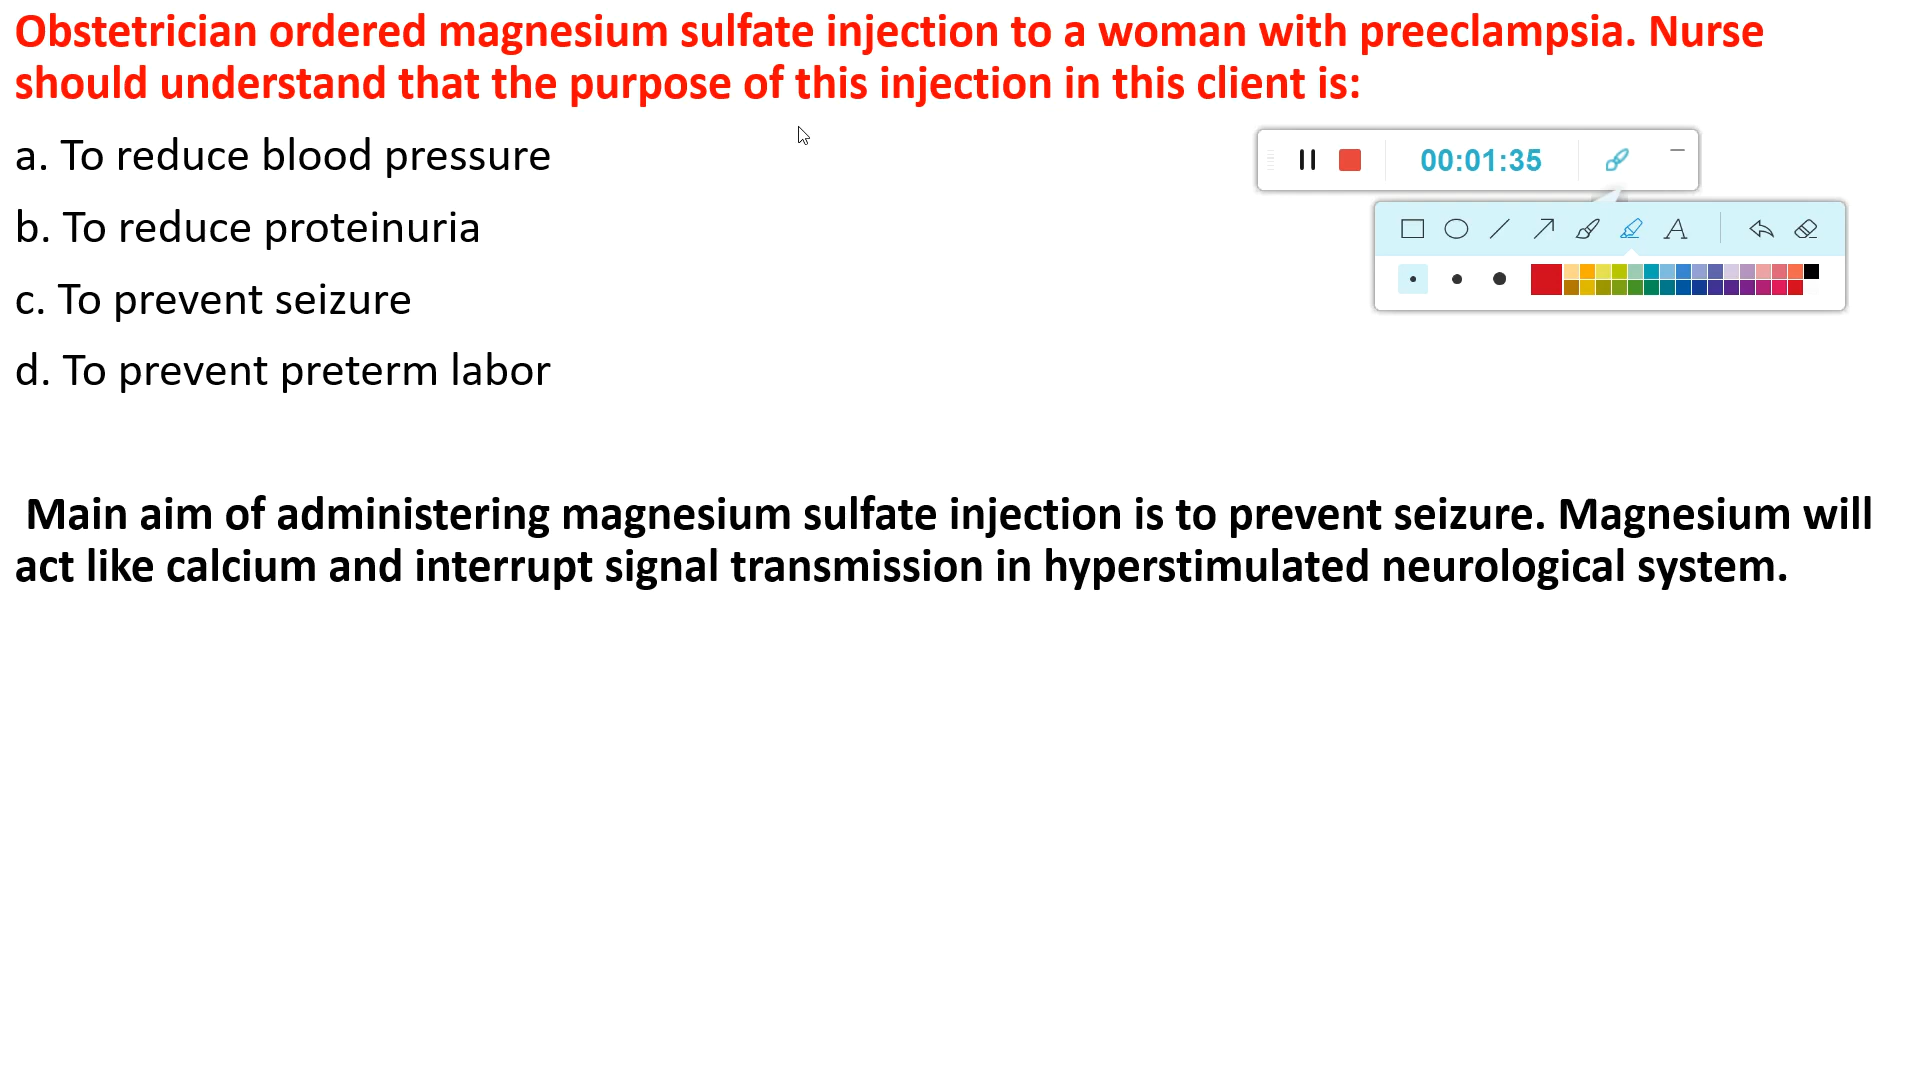 Obstetrician ordered magnesium sulfate injection to a woman with preeclampsia. Nurse
should understand that the purpose of this injection in this client is:
a. To reduce blood pressure
b. To reduce proteinuria
c. To prevent seizure
d. To prevent preterm labor
00:01:35
A
Main aim of administering magnesium sulfate injection is to prevent seizure. Magnesium will
act like calcium and interrupt signal transmission in hyperstimulated neurological system.